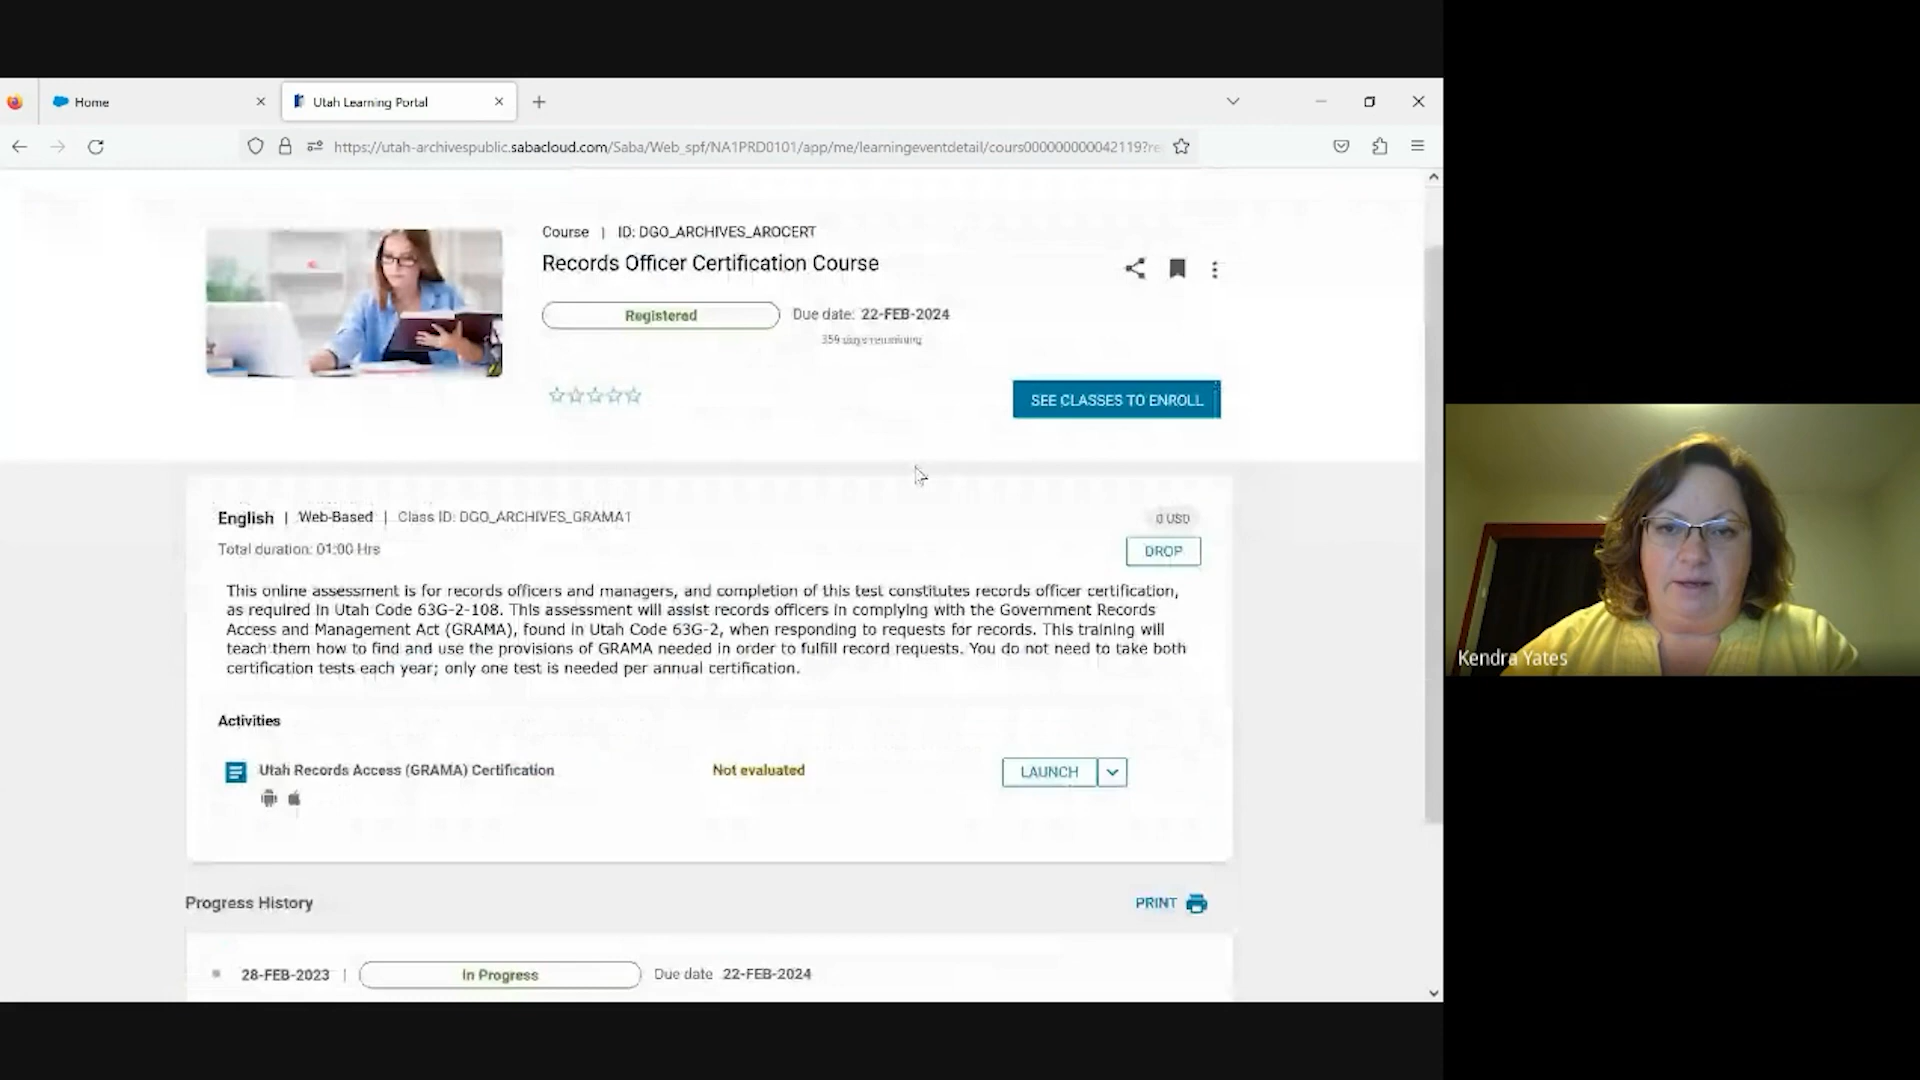 Home
Utah Learning Portal
https://utah-archivespublic.sabacloud.com/Saba/Web_spf/NA1PRD0101/app/me/learningeventdetail/cours000000000042119?re
Course | ID: DGO_ARCHIVES_AROCERT
Records Officer Certification Course
Registered Due date: 22-FEB-2024
359 days remaining
SEE CLASSES TO ENROLL
English | Web-Based | Class ID: DGO_ARCHIVES_GRAMA1
0 USD
Total duration: 01:00 Hrs
DROP
This online assessment is for records officers and managers, and completion of this test constitutes records officer certification,
as required in Utah Code 63G-2-108. This assessment will assist records officers in complying with the Government Records
Access and Management Act (GRAMA), found in Utah Code 63G-2, when responding to requests for records. This training will
teach them how to find and use the provisions of GRAMA needed in order to fulfill record requests. You do not need to take both
certification tests each year; only one test is needed per annual certification.
Activities
Utah Records Access (GRAMA) Certification Not evaluated LAUNCH
Progress History PRINT
28-FEB-2023 | In Progress Due date 22-FEB-2024
Kendra Yates